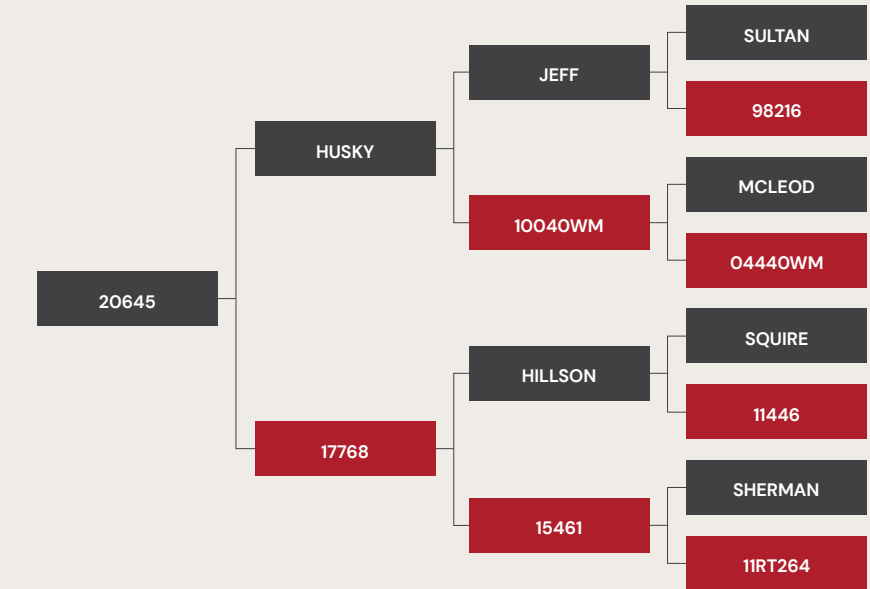 SULTAN
JEFF
98216
HUSKY
MCLEOD
10040WM
04440WM
20645
SQUIRE
HILLSON
11446
17768
SHERMAN
15461
11RT264